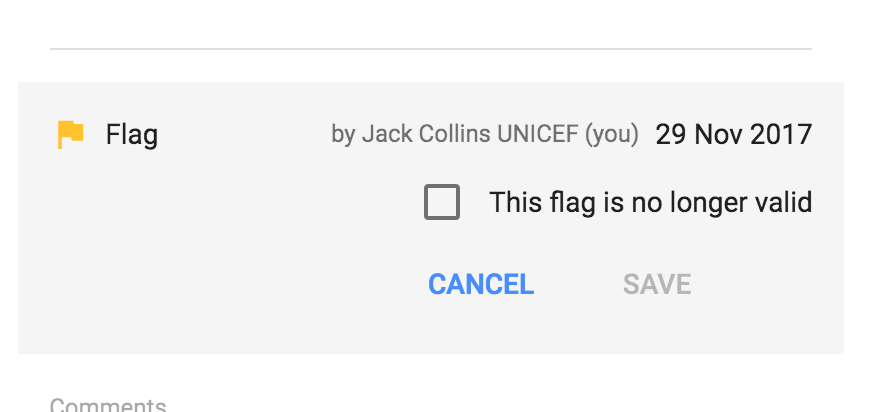 Flag by Jack Collins UNICEF (you) 29 Nov 2017
This flag is no longer valid
CANCEL SAVE
Comments